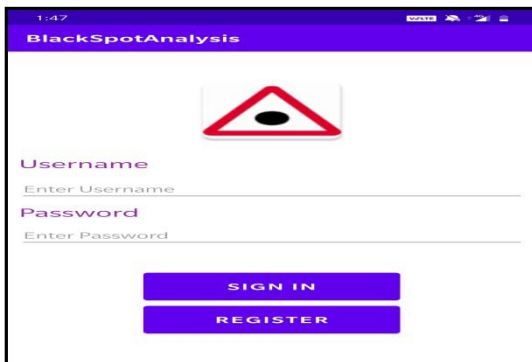 1:47
BlackSpotAnalysis
Username
Enter Username
Password
Enter Password
SIGN IN
REGISTER